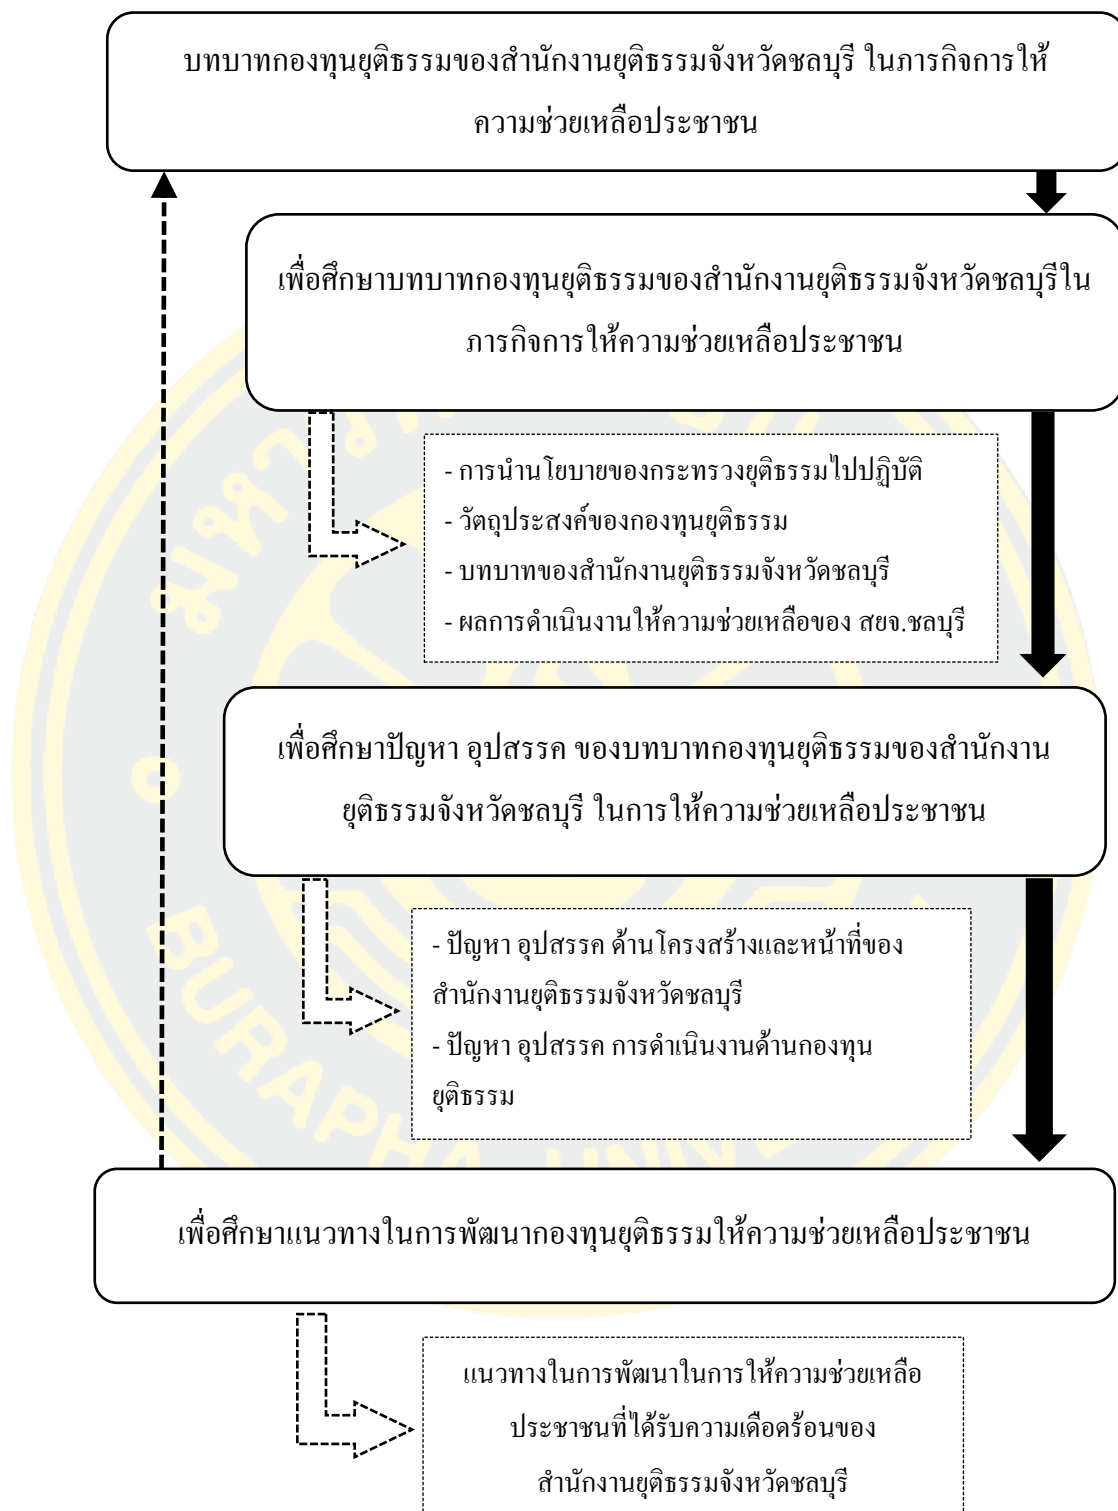 บทบาทกองทุนยุติธรรมของสำนักงานยุติธรรมจังหวัดชลบุรี ในภารกิจการให้
ความช่วยเหลือประชาชน
เพื่อศึกษาบทบาทกองทุนยุติธรรมของสำนักงานยุติธรรมจังหวัดชลบุรีใน
ภารกิจการให้ความช่วยเหลือประชาชน
- การนำนโยบายของกระทรวงยุติธรรมไปปฏิบัติ
- วัตถุประสงค์ของกองทุนยุติธรรม
- บทบาทของสำนักงานยุติธรรมจังหวัดชลบุรี
- ผลการดำเนินงานให้ความช่วยเหลือของ สยจ.ชลบุรี
เพื่อศึกษาปัญหา อุปสรรค ของบทบาทกองทุนยุติธรรมของสำนักงาน
ยุติธรรมจังหวัดชลบุรี ในการให้ความช่วยเหลือประชาชน
- ปัญหา อุปสรรค ด้านโครงสร้างและหน้าที่ของ
สำนักงานยุติธรรมจังหวัดชลบุรี
- ปัญหา อุปสรรค การดำเนินงานด้านกองทุน
ยุติธรรม
BURAPHA UNIVE
เพื่อศึกษาแนวทางในการพัฒนากองทุนยุติธรรมให้ความช่วยเหลือประชาชน
แนวทางในการพัฒนาในการให้ความช่วยเหลือ
ประชาชนที่ได้รับความเดือดร้อนของ
สำนักงานยุติธรรมจังหวัดชลบุรี